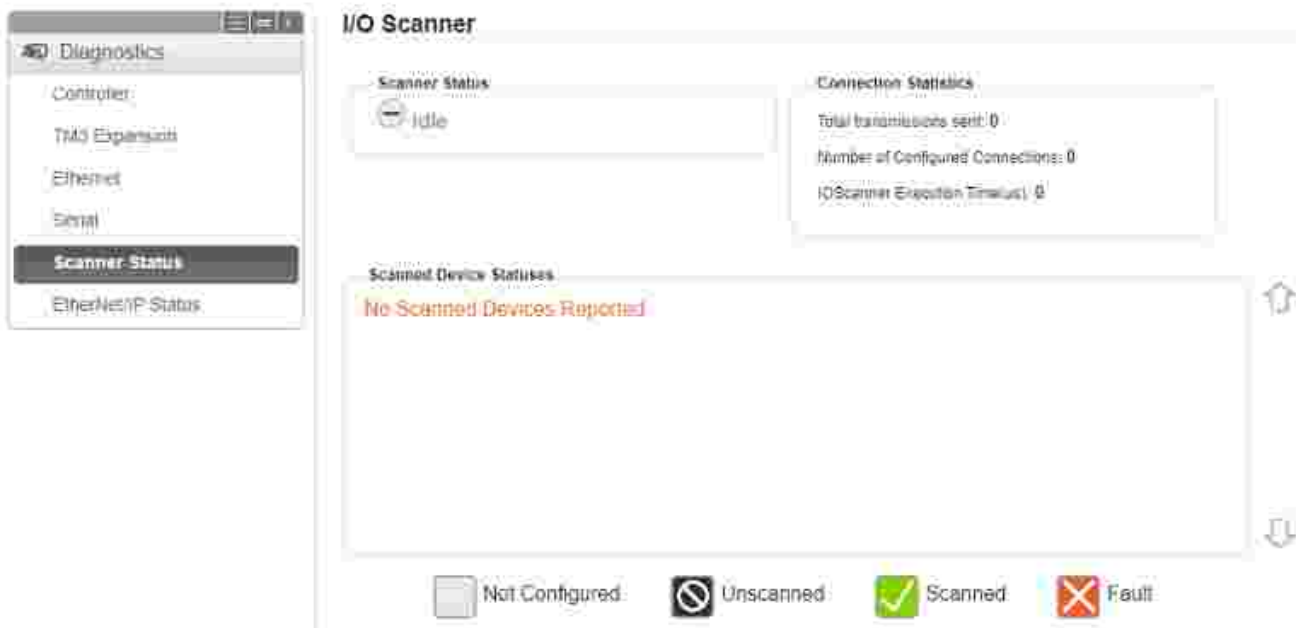 Diagnostics
Controller
TM3 Expansion
Ethernet
Serial
Scanner Status
EtherNet/IP Status
I/O Scanner
Scanner Status
Idle
Connection Statistics
Total transmissions sent: 0
Number of Configured Connections: 0
IOScanner Execution Time(us): 0
Scanned Device Statuses
No Scanned Devices Reported
Not Configured
Unscanned
Scanned
Fault